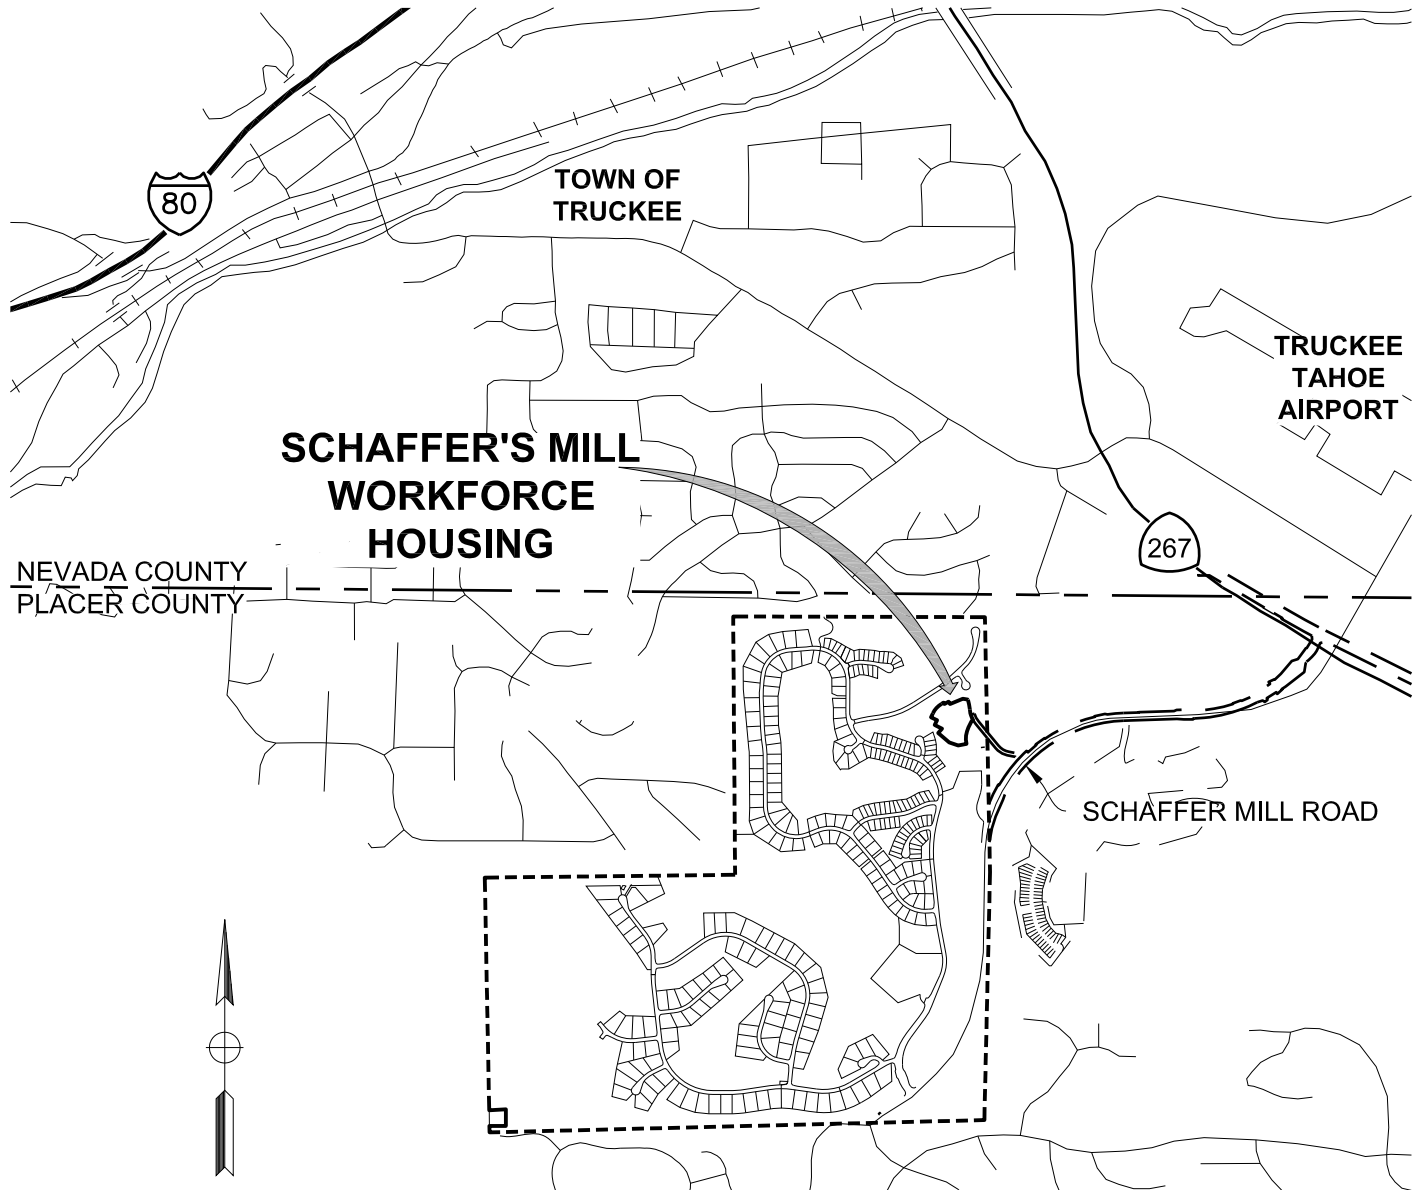 80
TOWN OF
TRUCKEE
TRUCKEE
TAHOE
AIRPORT
SCHAFFER'S MILL
WORKFORCE
HOUSING
267
NEVADA COUNTY
PLACER COUNTY
SCHAFFER MILL ROAD